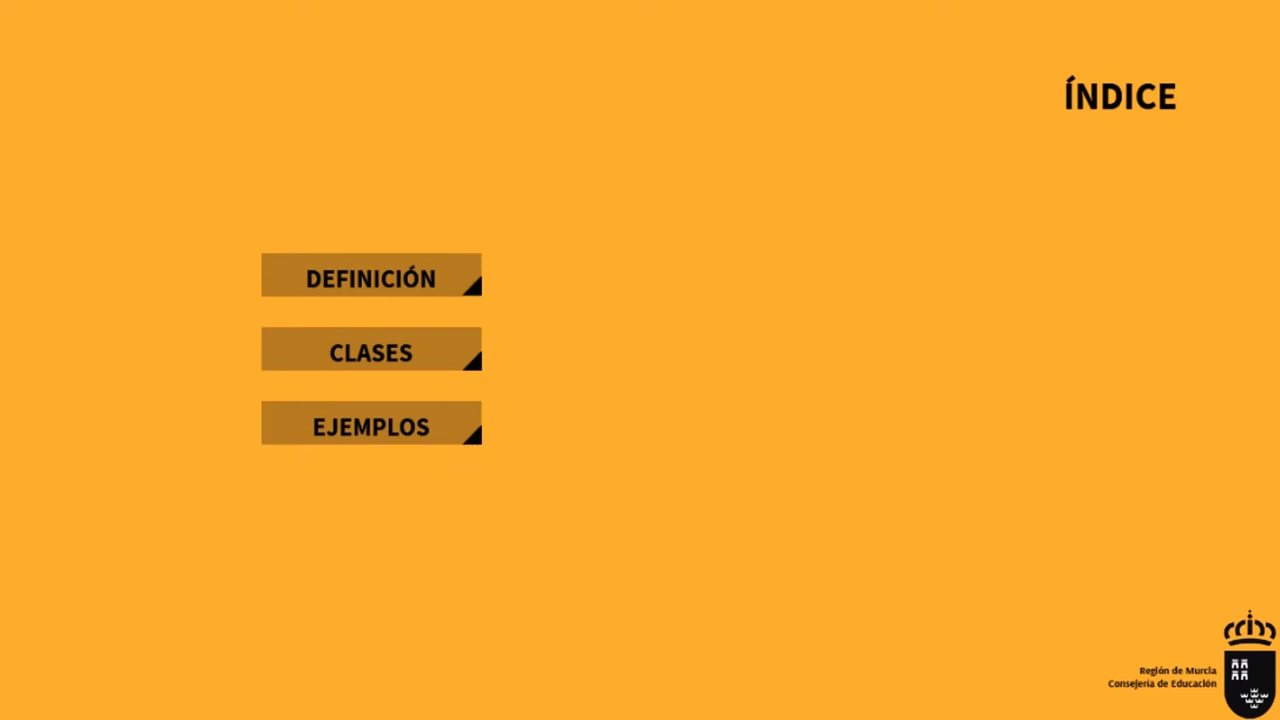 ÍNDICE
DEFINICIÓN
CLASES
EJEMPLOS
Región de Murcia
Consejería de Educación